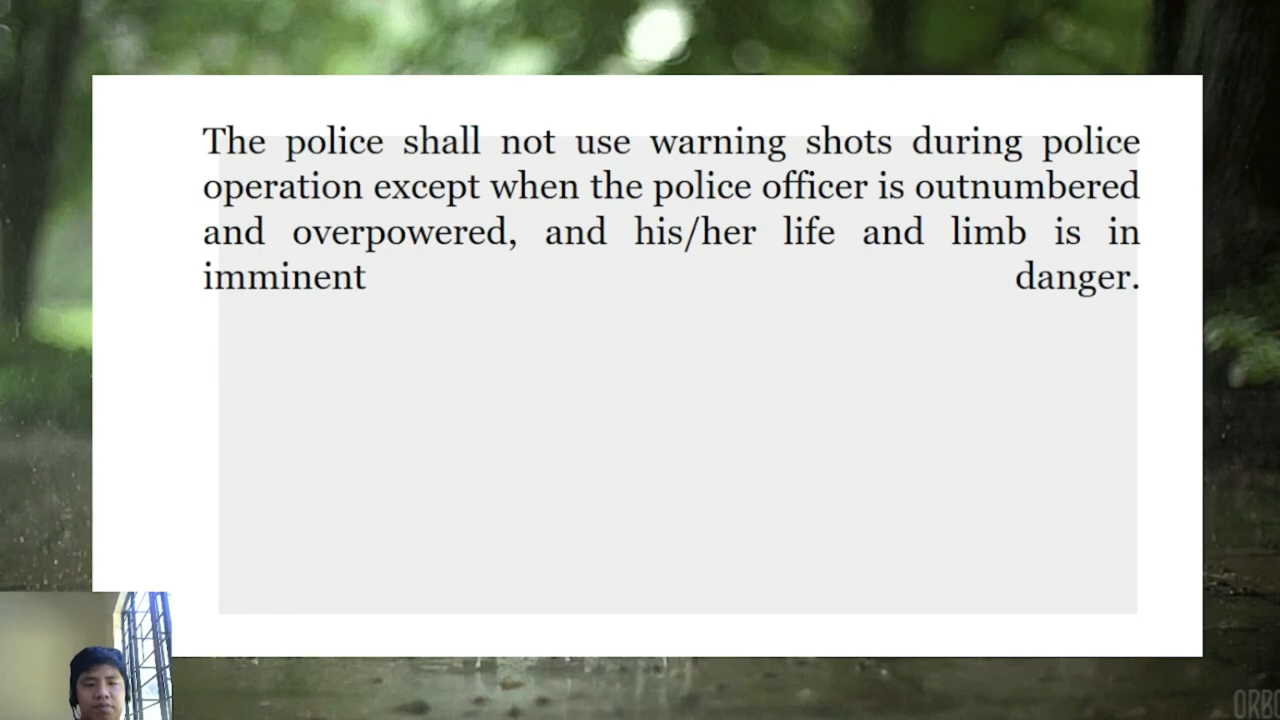 The police shall not use warning shots during police
operation except when the police officer is outnumbered
and overpowered, and his/her life and limb is in
imminent danger.